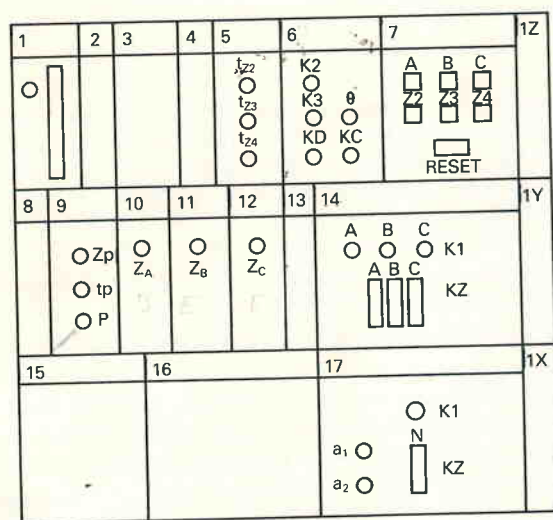 1 2 3 4 5 6 7 1Z
tZ2 K2 A B C
tZ3 K3 θ Z2 Z3 Z4
tZ4 KD KC
RESET
8 9 10 11 12 13 14 1Y
A B C
Zp ZA ZB ZC K1
A B C
tp KZ
P
15 16 17 1X
K1
N
a₁ KZ
a₂